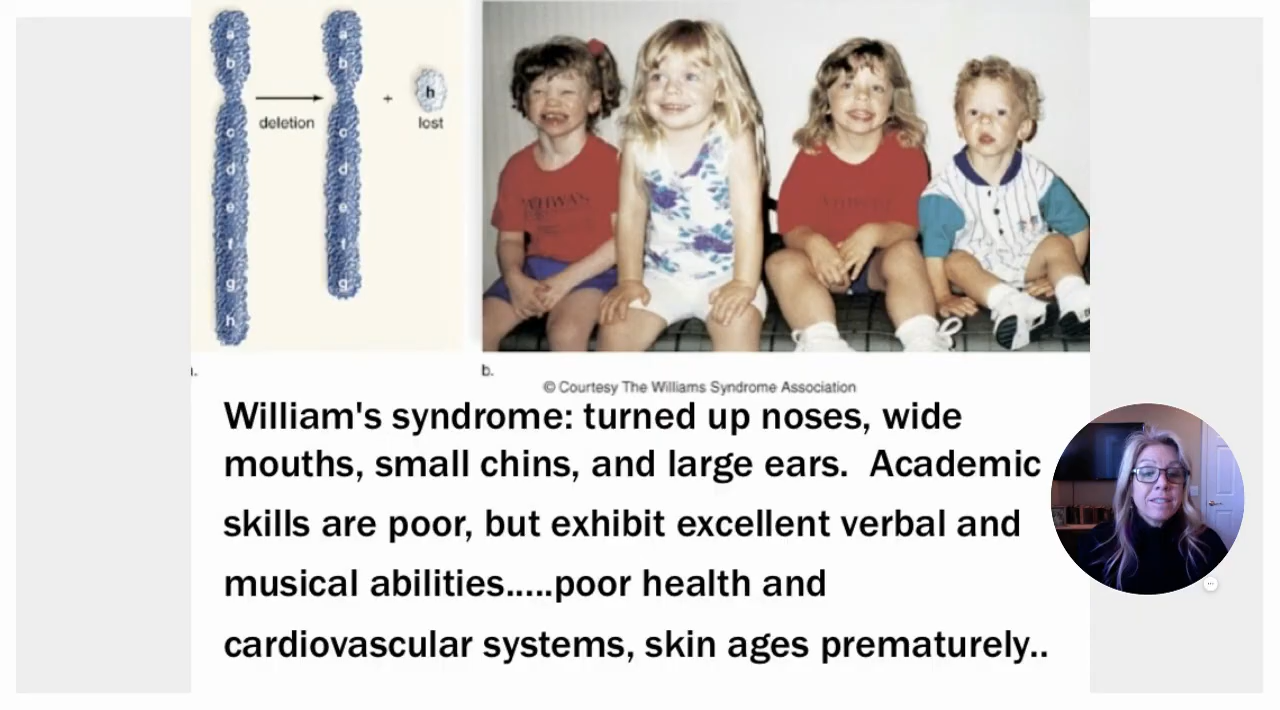 a
b
c
d
e
f
g
h
deletion
a
b
c
d
e
f
g
+
h
lost
b.
© Courtesy The Williams Syndrome Association
William's syndrome: turned up noses, wide
mouths, small chins, and large ears. Academic
skills are poor, but exhibit excellent verbal and
musical abilities.....poor health and
cardiovascular systems, skin ages prematurely..